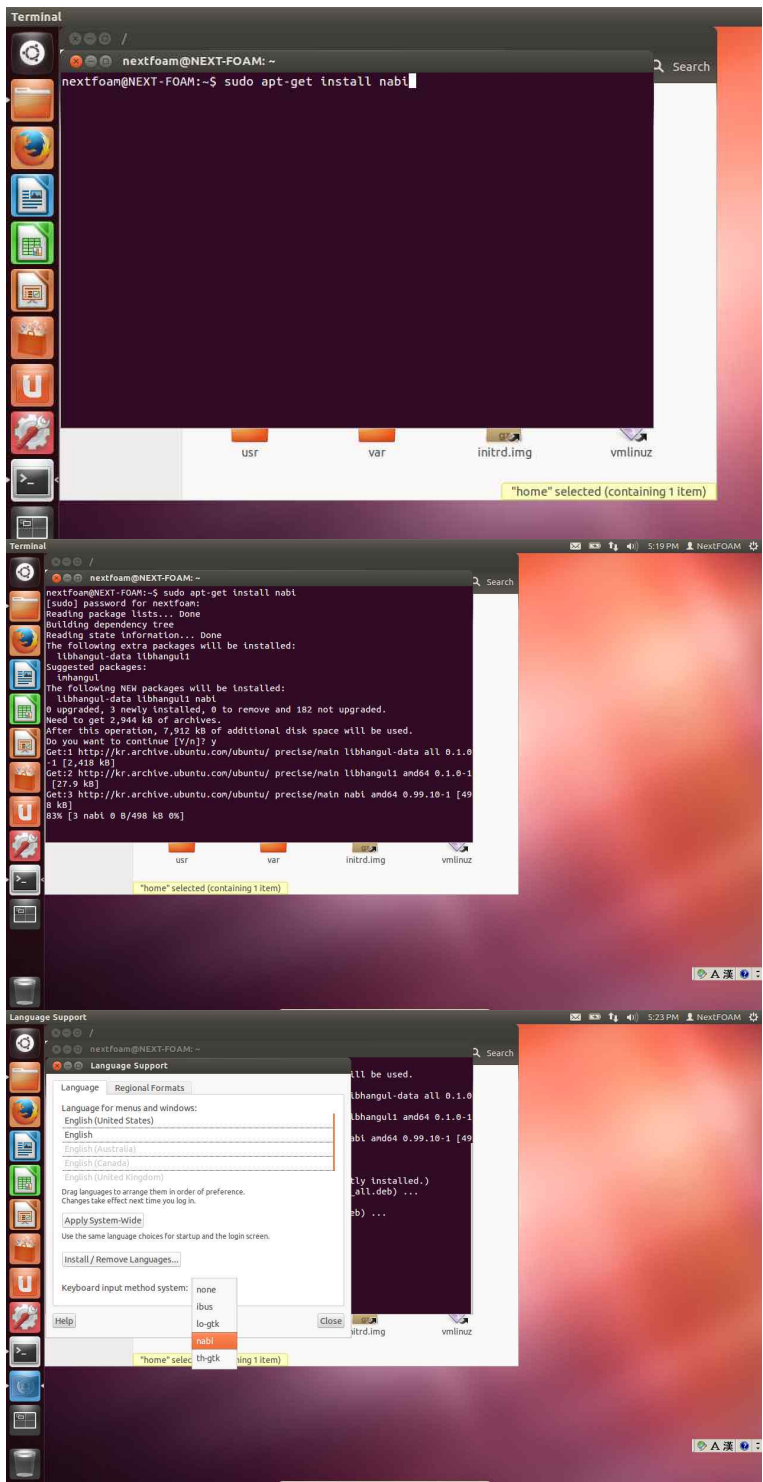 Terminal
/
nextfoam@NEXT-FOAM: ~
Search
nextfoam@NEXT-FOAM:~$ sudo apt-get install nabi
usr
var
initrd.img
vmlinuz
"home" selected (containing 1 item)
Terminal
5:19 PM NextFOAM
/
nextfoam@NEXT-FOAM: ~
Search
nextfoam@NEXT-FOAM:~$ sudo apt-get install nabi
[sudo] password for nextfoam:
Reading package lists... Done
Building dependency tree
Reading state information... Done
The following extra packages will be installed:
libhangul-data libhangul1
Suggested packages:
imhangul
The following NEW packages will be installed:
libhangul-data libhangul1 nabi
0 upgraded, 3 newly installed, 0 to remove and 182 not upgraded.
Need to get 2,944 kB of archives.
After this operation, 7,912 kB of additional disk space will be used.
Do you want to continue [Y/n]? y
Get:1 http://kr.archive.ubuntu.com/ubuntu/ precise/main libhangul-data all 0.1.0
-1 [2,418 kB]
Get:2 http://kr.archive.ubuntu.com/ubuntu/ precise/main libhangul1 amd64 0.1.0-1
[27.9 kB]
Get:3 http://kr.archive.ubuntu.com/ubuntu/ precise/main nabi amd64 0.99.10-1 [49
8 kB]
83% [3 nabi 0 B/498 kB 0%]
usr
var
initrd.img
vmlinuz
"home" selected (containing 1 item)
A 漢
Language Support
5:23 PM NextFOAM
/
nextfoam@NEXT-FOAM: ~
Search
Language Support
ill be used.
Language
Regional Formats
lbhangul-data all 0.1.0
Language for menus and windows:
English (United States)
lbhangul1 amd64 0.1.0-1
English
abi amd64 0.99.10-1 [49
English (Australia)
English (Canada)
English (United Kingdom)
tly installed.)
Drag languages to arrange them in order of preference.
_all.deb) ...
Changes take effect next time you log in.
Apply System-Wide
eb) ...
Use the same language choices for startup and the login screen.
Install / Remove Languages...
Keyboard input method system:
none
ibus
lo-gtk
nabi
th-gtk
Help
Close
itrd.img
vmlinuz
"home" selec
ing 1 item)
A 漢